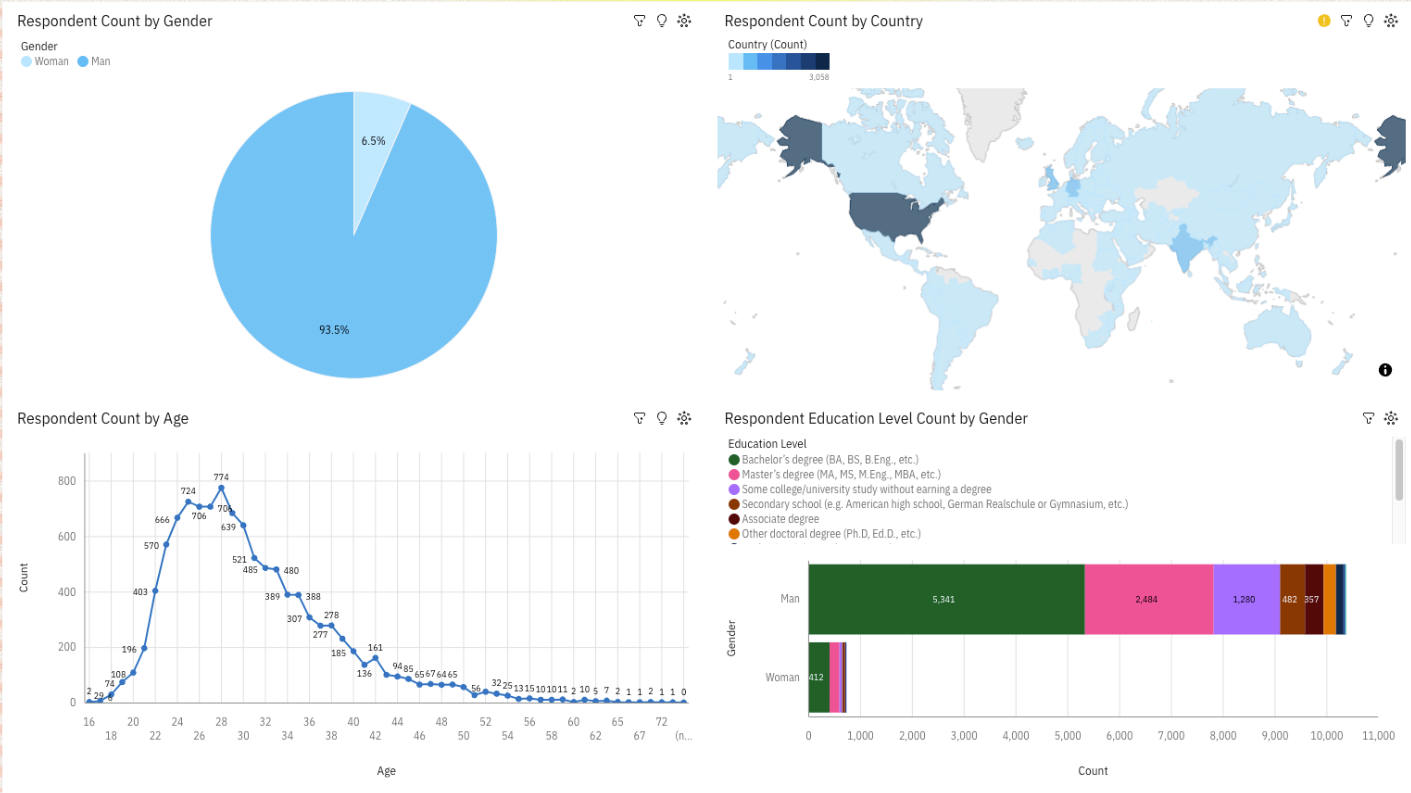 Respondent Count by Gender
Gender
Woman Man
6.5%
93.5%
Respondent Count by Country
Country (Count)
1 3,058
Respondent Count by Age
Count
800
600
400
200
0
2 29 6 74 108 196 403 570 666 724 706 706 774 639 521 485 480 389 388 307 277 278 185 136 161 94 85 65 67 64 65 56 32 25 13 15 10 10 11 2 10 5 7 2 1 1 2 1 1 0
16 20 24 28 32 36 40 44 48 52 56 60 65 72
18 22 26 30 34 38 42 46 50 54 58 62 67 (n...
Age
Respondent Education Level Count by Gender
Education Level
Bachelor's degree (BA, BS, B.Eng., etc.)
Master's degree (MA, MS, M.Eng., MBA, etc.)
Some college/university study without earning a degree
Secondary school (e.g. American high school, German Realschule or Gymnasium, etc.)
Associate degree
Other doctoral degree (Ph.D, Ed.D., etc.)
Gender
Man 5,341 2,484 1,280 482 357
Woman 412
0 1,000 2,000 3,000 4,000 5,000 6,000 7,000 8,000 9,000 10,000 11,000
Count